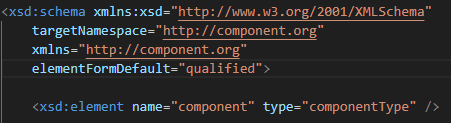 <xsd:schema xmlns:xsd="http://www.w3.org/2001/XMLSchema"
targetNamespace="http://component.org"
xmlns="http://component.org"
elementFormDefault="qualified">
<xsd:element name="component" type="componentType" />